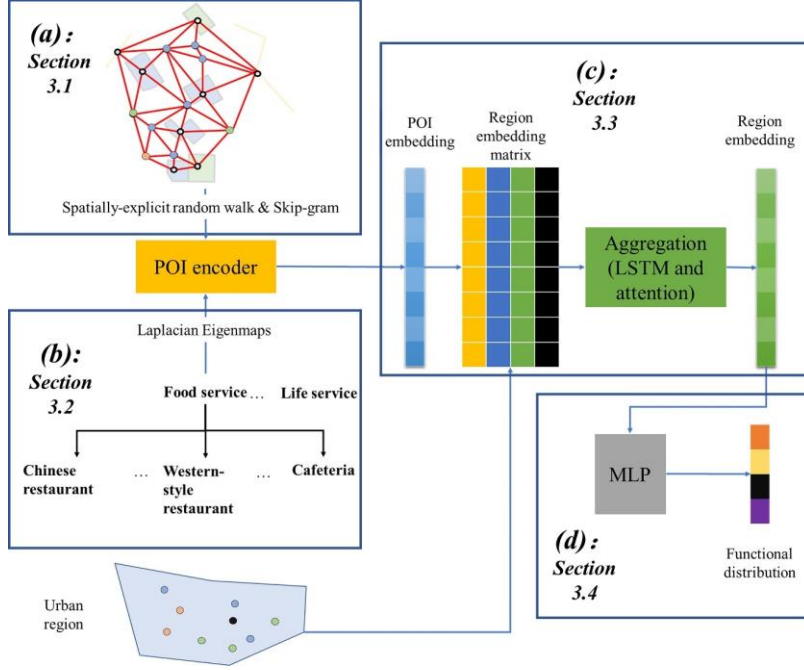 (a):
Section
3.1
Spatially-explicit random walk & Skip-gram
POI encoder
Laplacian Eigenmaps
(b):
Section
3.2
Food service ... Life service
Chinese
restaurant
...
Western-
style
restaurant
...
Cafeteria
Urban
region
(c):
Section
3.3
POI
embedding
Region
embedding
matrix
Region
embedding
Aggregation
(LSTM and
attention)
MLP
(d):
Section
3.4
Functional
distribution